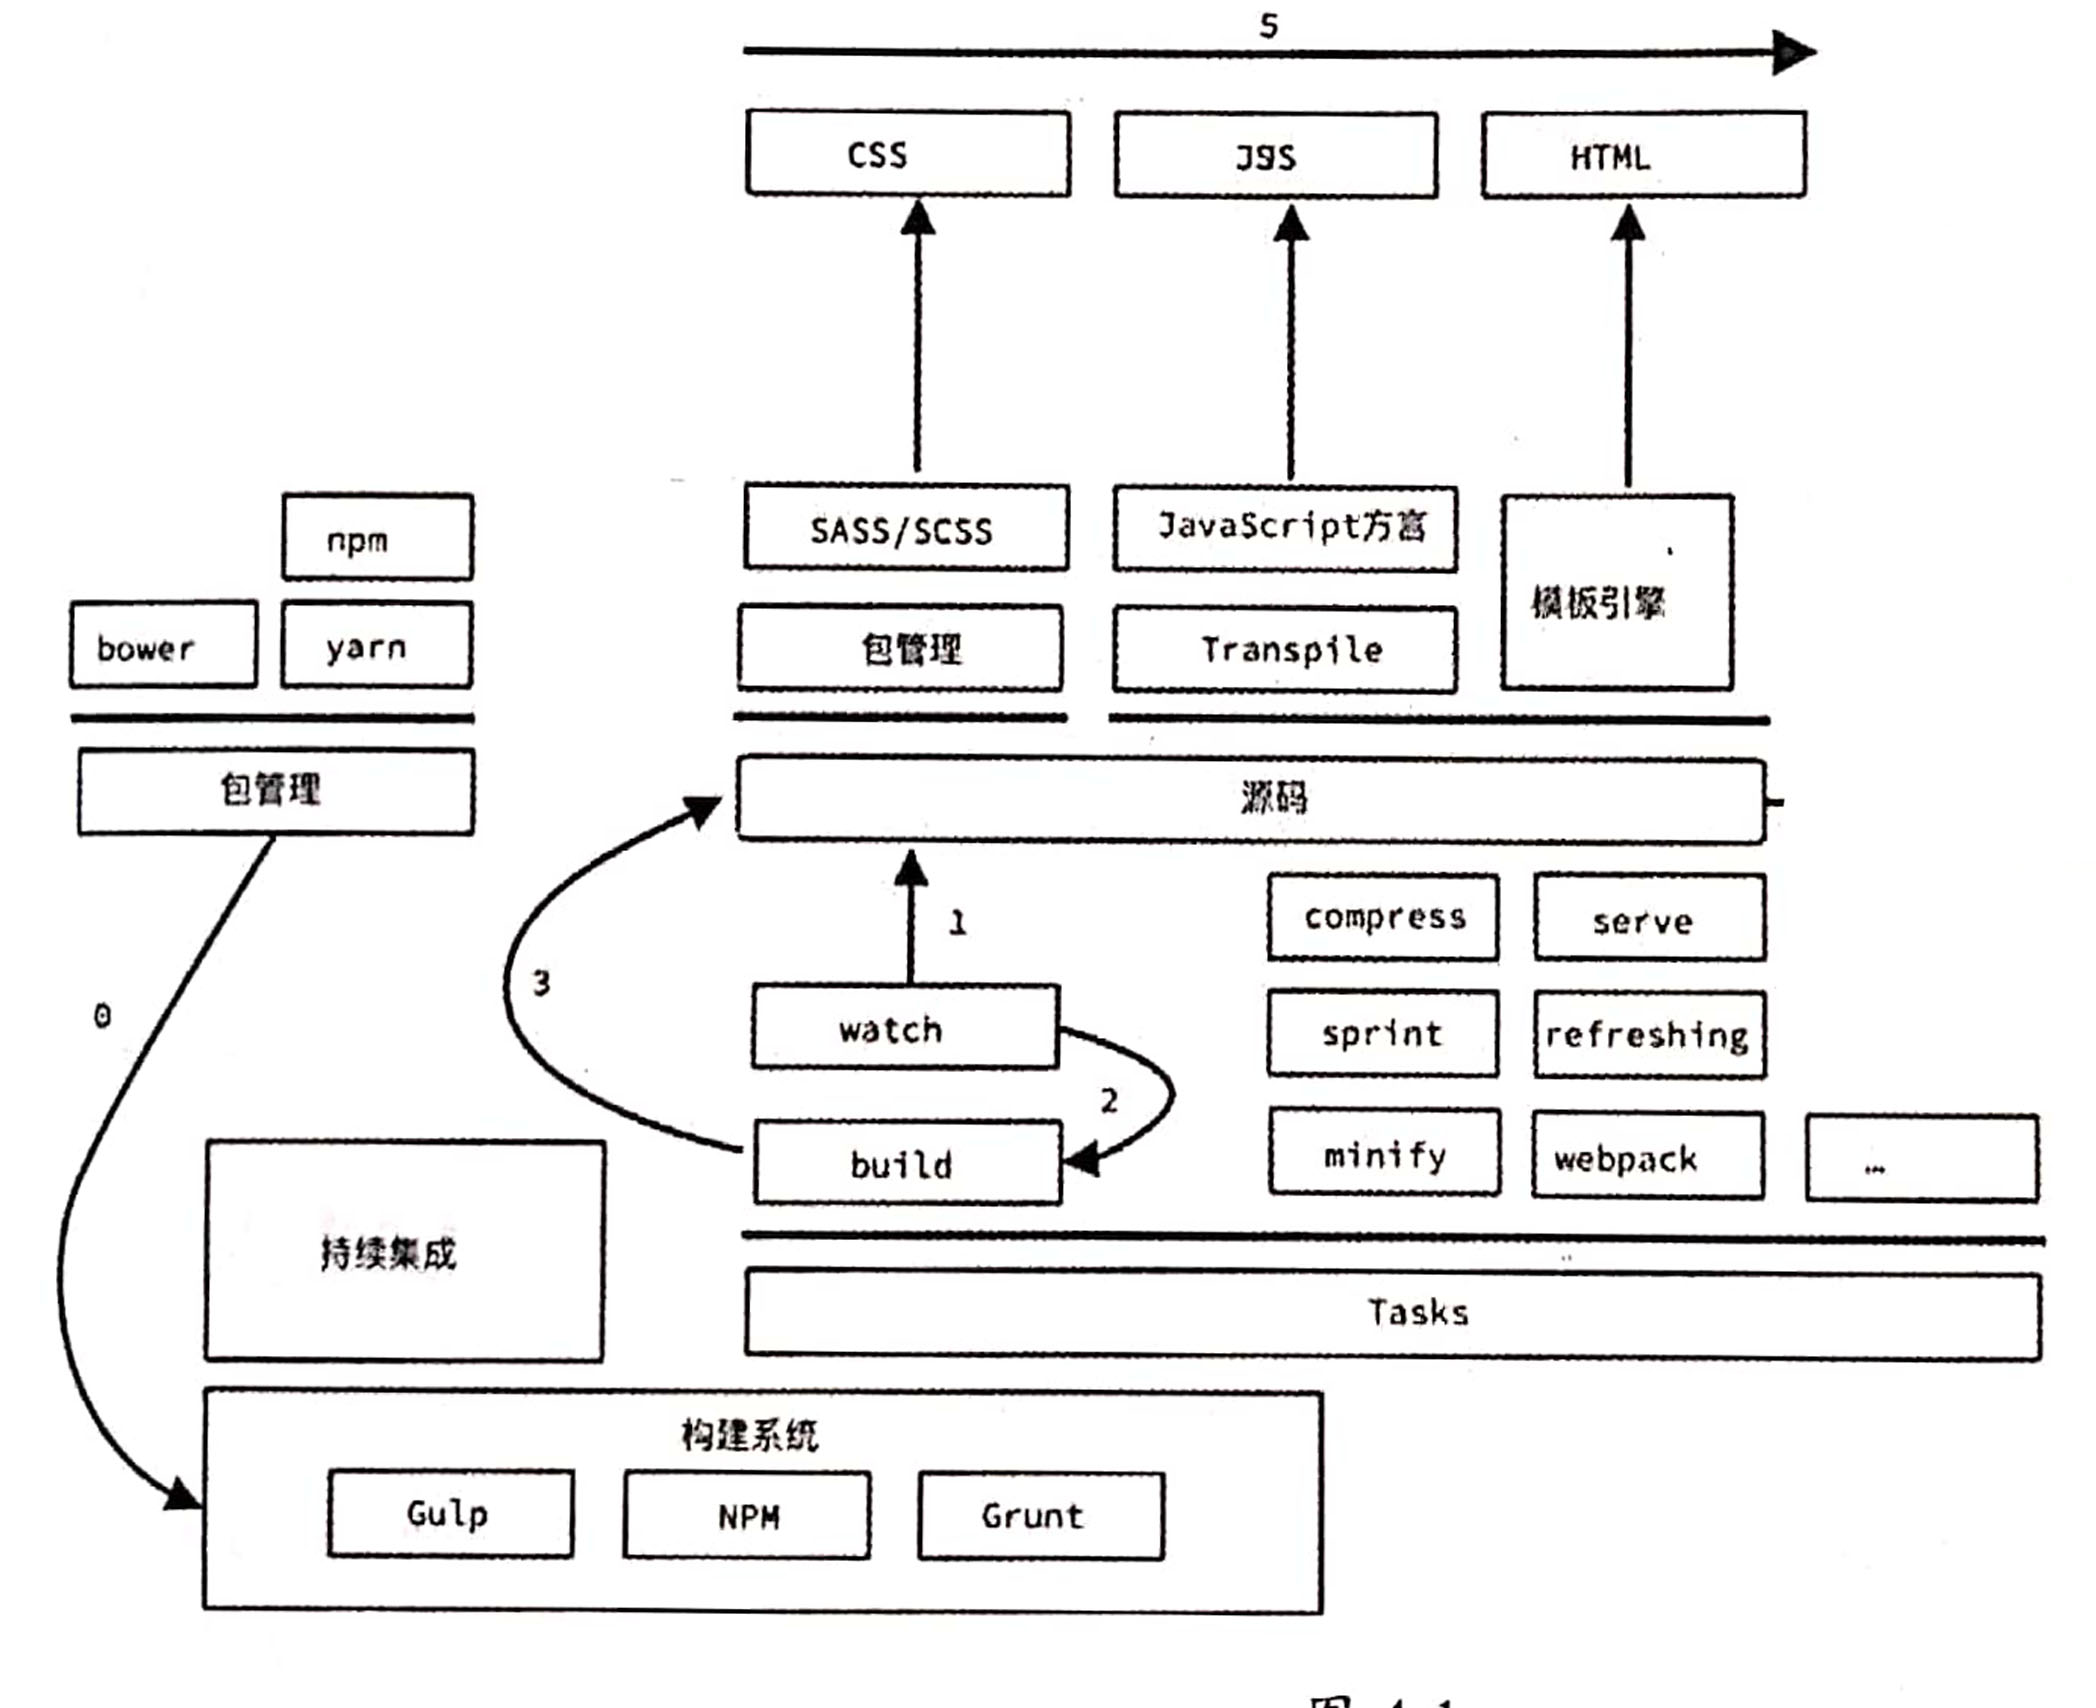 5
CSS
HTML
npm
SASS/SCSS
JavaScript方言
bower
yarn
包管理
Transpile
模板引擎
包管理
源码
compress
serve
1
3
0
watch
sprint
refreshing
2
build
minify
webpack
…
持续集成
Tasks
构建系统
Gulp
NPM
Grunt